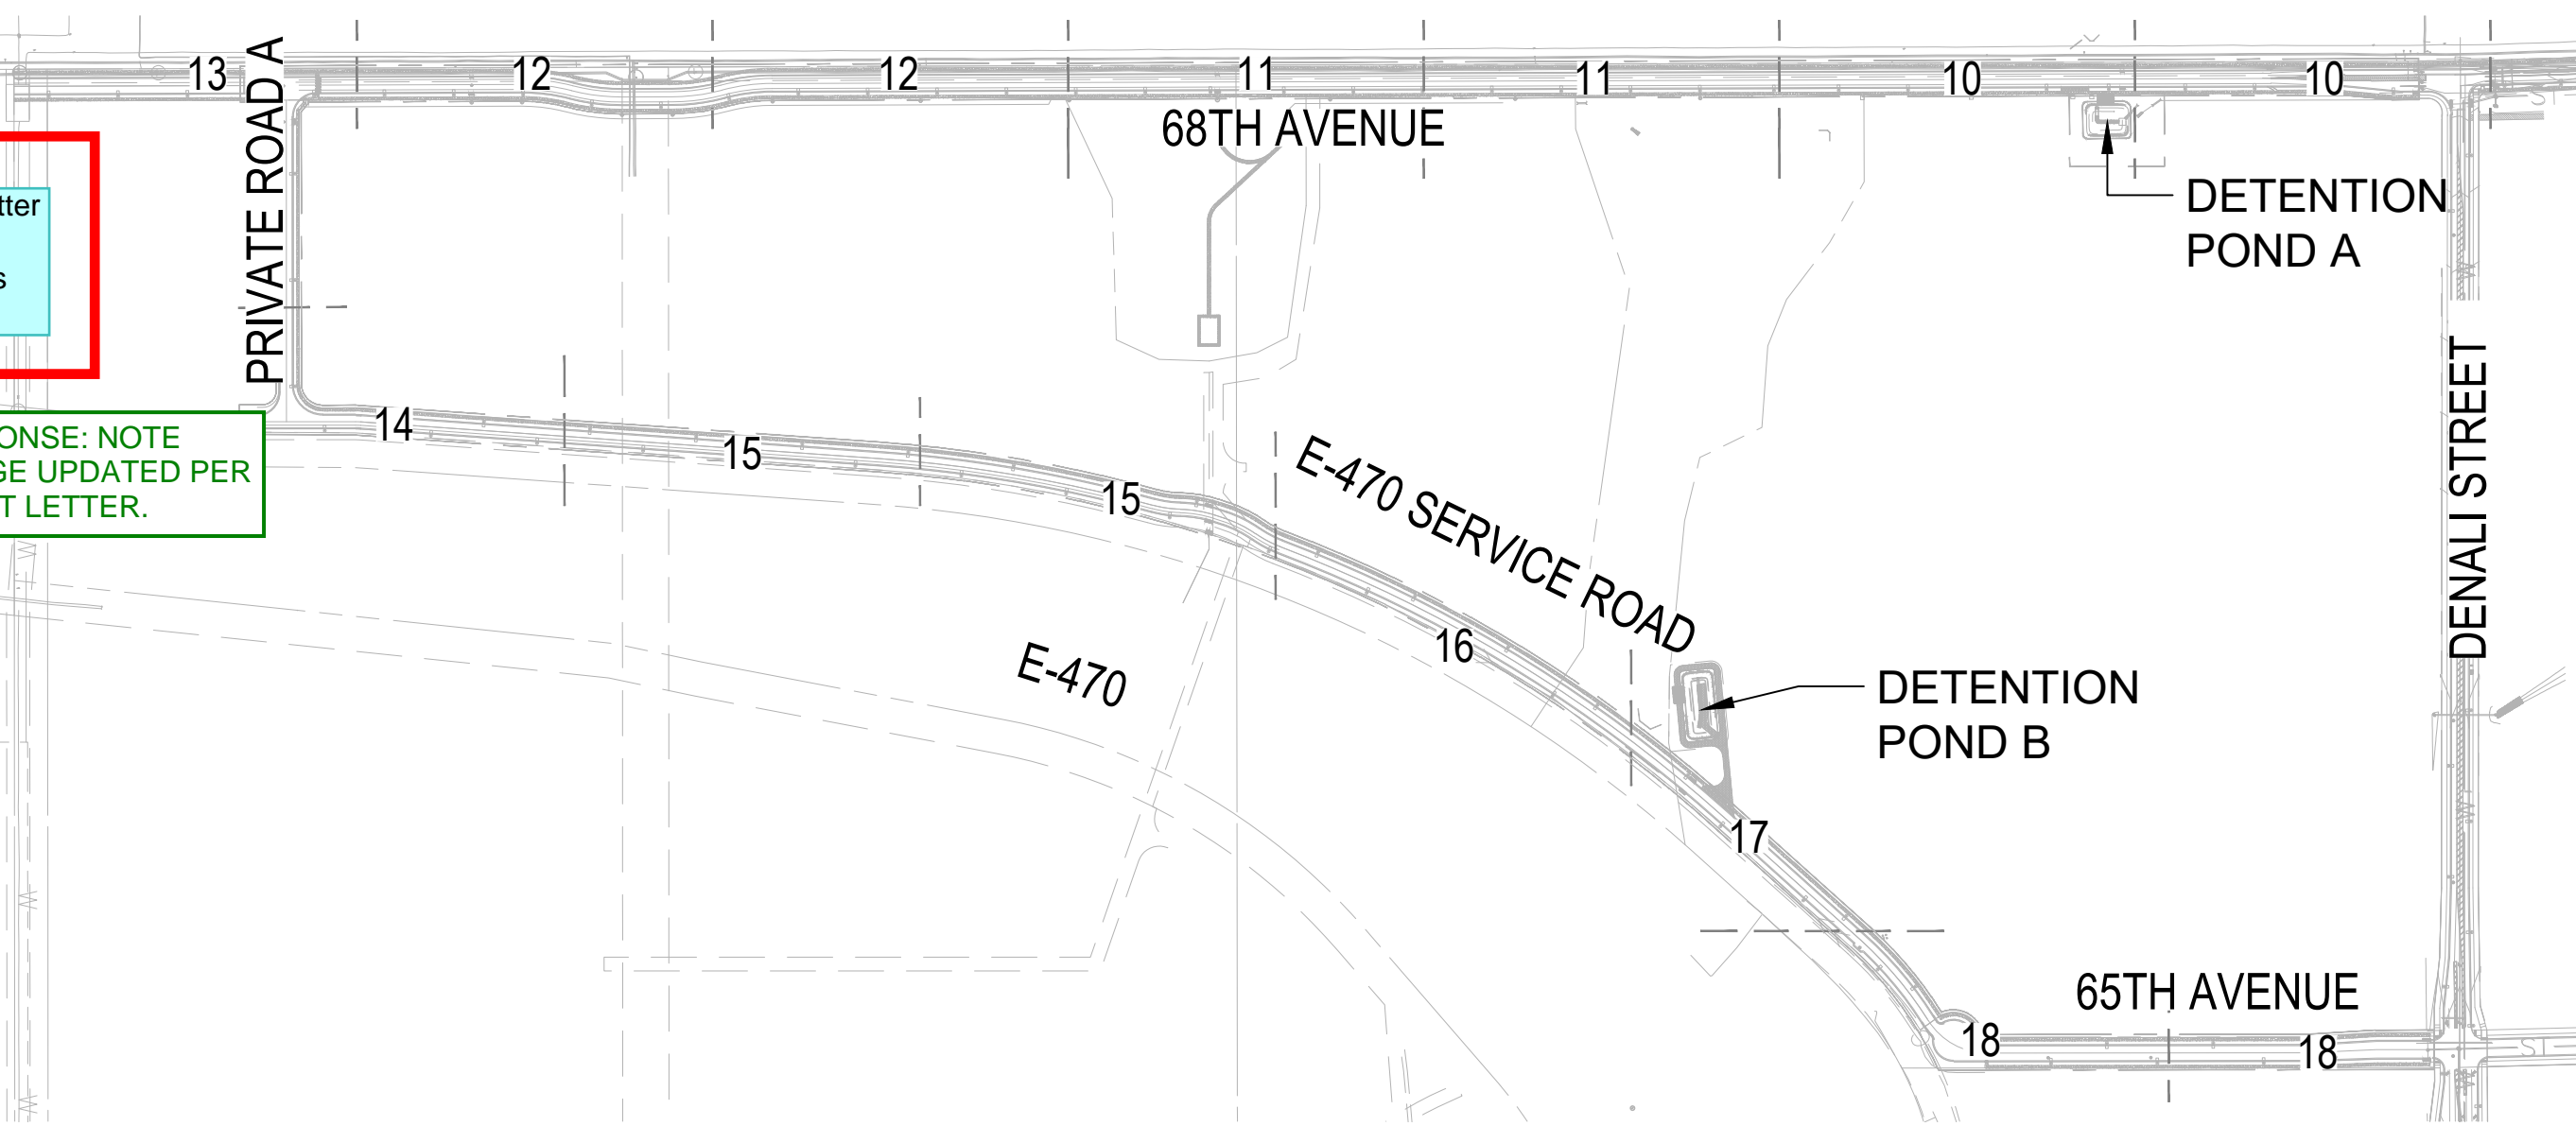 13
12
12
11
11
10
10
PRIVATE ROAD A
68TH AVENUE
DETENTION
POND A
tter
s
ONSE: NOTE
GE UPDATED PER
T LETTER.
14
15
15
E-470 SERVICE ROAD
E-470
16
DENALI STREET
DETENTION
POND B
17
65TH AVENUE
18
18
ST